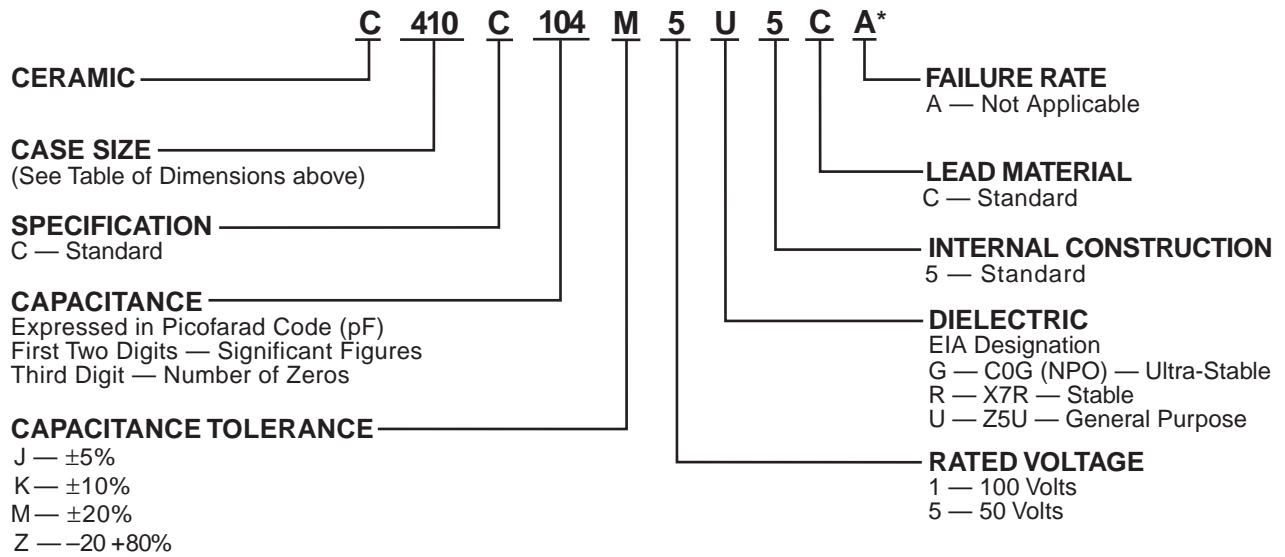 C 410 C 104 M 5 U 5 C A*
CERAMIC
CASE SIZE
(See Table of Dimensions above)
SPECIFICATION
C — Standard
CAPACITANCE
Expressed in Picofarad Code (pF)
First Two Digits — Significant Figures
Third Digit — Number of Zeros
CAPACITANCE TOLERANCE
J — ±5%
K — ±10%
M — ±20%
Z — –20 +80%
FAILURE RATE
A — Not Applicable
LEAD MATERIAL
C — Standard
INTERNAL CONSTRUCTION
5 — Standard
DIELECTRIC
EIA Designation
G — C0G (NPO) — Ultra-Stable
R — X7R — Stable
U — Z5U — General Purpose
RATED VOLTAGE
1 — 100 Volts
5 — 50 Volts